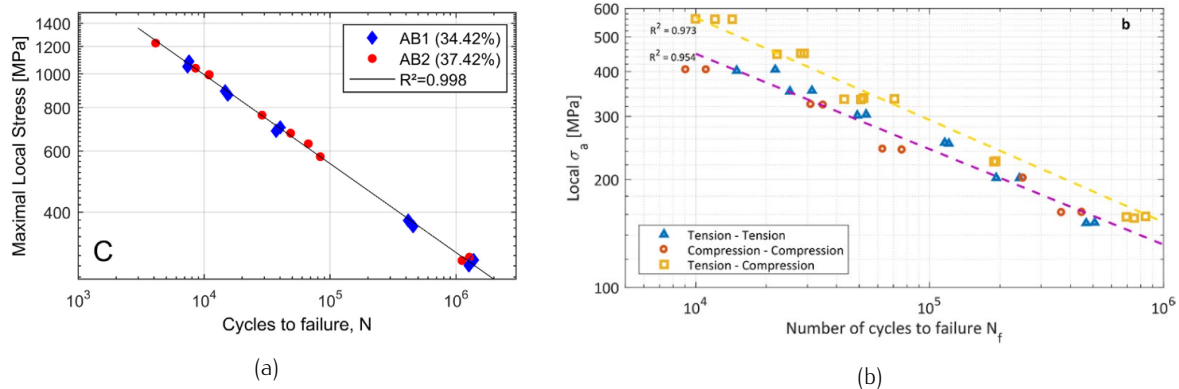 Maximal Local Stress [MPa]
1400
1200
1000
800
600
400
AB1 (34.42%)
AB2 (37.42%)
R²=0.998
C
10³
10⁴
10⁵
10⁶
Cycles to failure, N
(a)
Local σₐ [MPa]
600
500
400
300
200
100
b
R² = 0.973
R² = 0.954
Tension - Tension
Compression - Compression
Tension - Compression
10⁴
10⁵
10⁶
Number of cycles to failure N_f
(b)